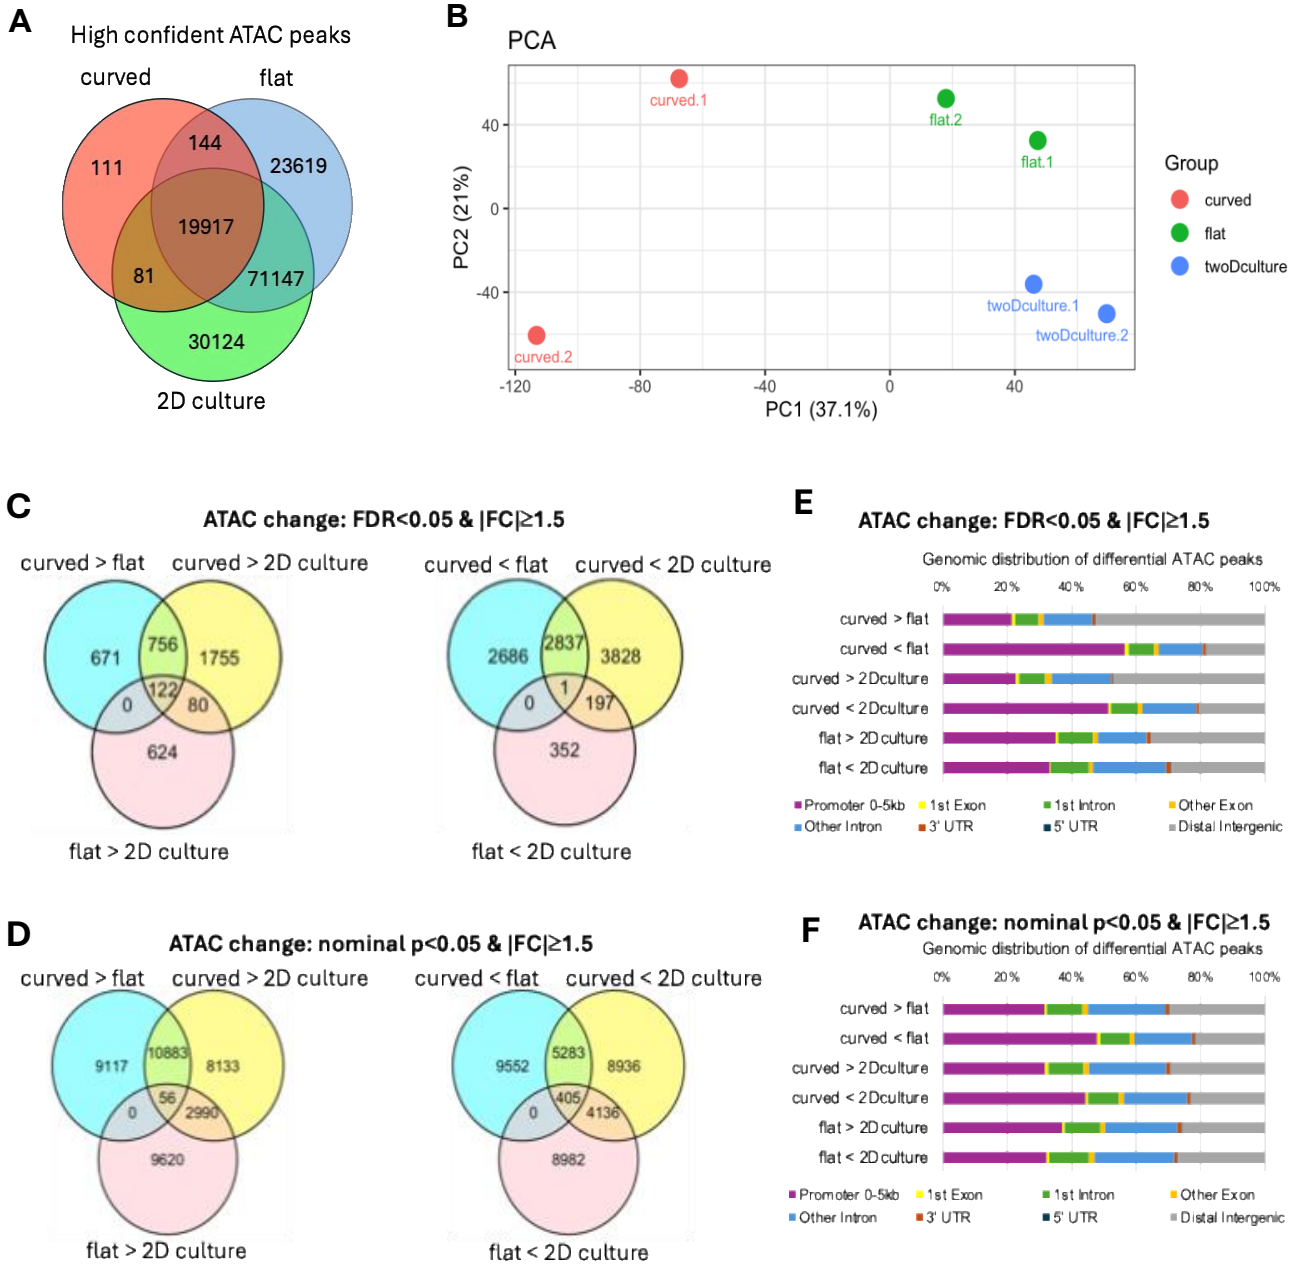 A
High confident ATAC peaks
curved
flat
144
111
23619
19917
81
71147
30124
2D culture
B
PCA
curved.1
flat.2
flat.1
twoDculture.1
twoDculture.2
curved.2
40
0
-40
-120
-80
-40
0
40
PC1 (37.1%)
PC2 (21%)
Group
curved
flat
twoDculture
C
ATAC change: FDR<0.05 & |FC|≥1.5
curved > flat
curved > 2D culture
756
671
1755
122
0
80
624
flat > 2D culture
curved < flat
curved < 2D culture
2837
2686
3828
1
0
197
352
flat < 2D culture
E
ATAC change: FDR<0.05 & |FC|≥1.5
Genomic distribution of differential ATAC peaks
0% 20% 40% 60% 80% 100%
curved > flat
curved < flat
curved > 2Dculture
curved < 2Dculture
flat > 2D culture
flat < 2D culture
Promoter 0-5kb 1st Exon 1st Intron Other Exon
Other Intron 3' UTR 5' UTR Distal Intergenic
D
ATAC change: nominal p<0.05 & |FC|≥1.5
curved > flat
curved > 2D culture
10883
9117
8133
56
0
2990
9620
flat > 2D culture
curved < flat
curved < 2D culture
5283
9552
8936
405
0
4136
8982
flat < 2D culture
F
ATAC change: nominal p<0.05 & |FC|≥1.5
Genomic distribution of differential ATAC peaks
0% 20% 40% 60% 80% 100%
curved > flat
curved < flat
curved > 2Dculture
curved < 2Dculture
flat > 2D culture
flat < 2D culture
Promoter 0-5kb 1st Exon 1st Intron Other Exon
Other Intron 3' UTR 5' UTR Distal Intergenic